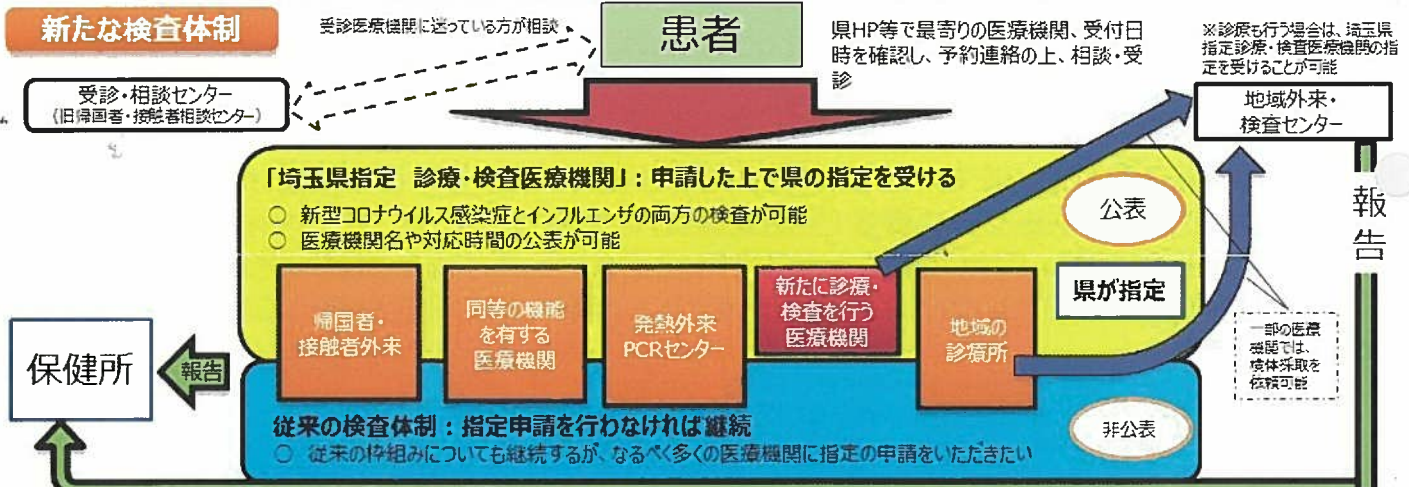 新たな検査体制
受診医療機関に迷っている方が相談
患者
県HP等で最寄りの医療機関、受付日
時を確認し、予約連絡の上、相談・受
診
※診療も行う場合は、埼玉県
指定診療・検査医療機関の指
定を受けることが可能
受診・相談センター
（旧帰国者・接触者相談センター）
地域外来・
検査センター
「埼玉県指定 診療・検査医療機関」：申請した上で県の指定を受ける
○ 新型コロナウイルス感染症とインフルエンザの両方の検査が可能
○ 医療機関名や対応時間の公表が可能
公表
報告
県が指定
帰国者・
接触者外来
同等の機能
を有する
医療機関
発熱外来
PCRセンター
新たに診療・
検査を行う
医療機関
地域の
診療所
一部の医療
機関では、
検体採取を
依頼可能
保健所
報告
従来の検査体制：指定申請を行わなければ継続
○ 従来の枠組みについても継続するが、なるべく多くの医療機関に指定の申請をいただきたい
非公表